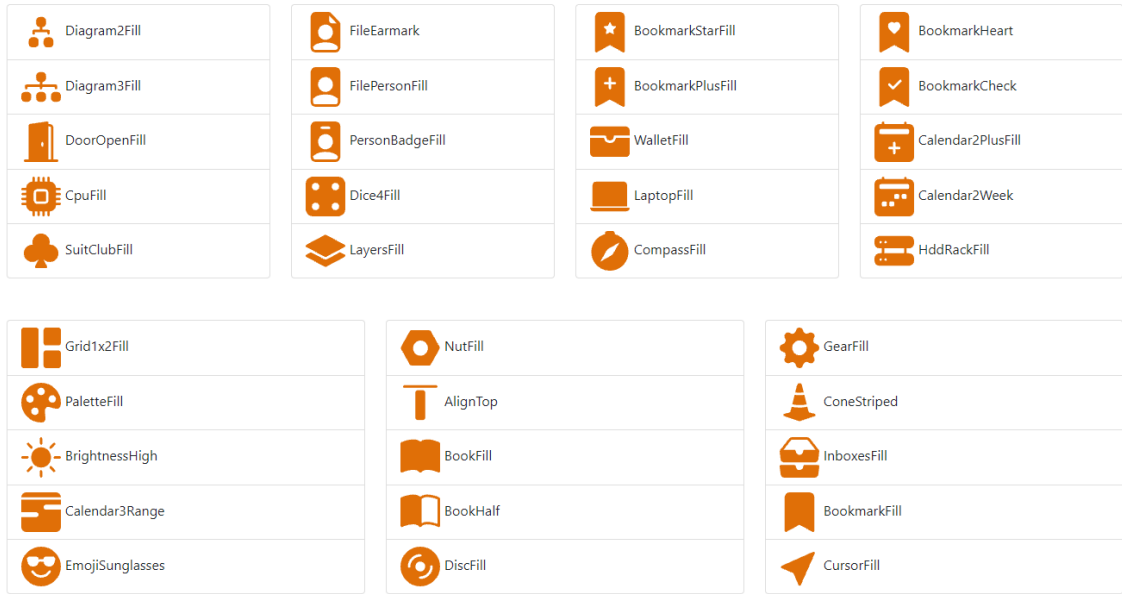 Diagram2Fill
Diagram3Fill
DoorOpenFill
CpuFill
SuitClubFill
FileEarmark
FilePersonFill
PersonBadgeFill
Dice4Fill
LayersFill
BookmarkStarFill
BookmarkPlusFill
WalletFill
LaptopFill
CompassFill
BookmarkHeart
BookmarkCheck
Calendar2PlusFill
Calendar2Week
HddRackFill
Grid1x2Fill
PaletteFill
BrightnessHigh
Calendar3Range
EmojiSunglasses
NutFill
AlignTop
BookFill
BookHalf
DiscFill
GearFill
ConeStriped
InboxesFill
BookmarkFill
CursorFill